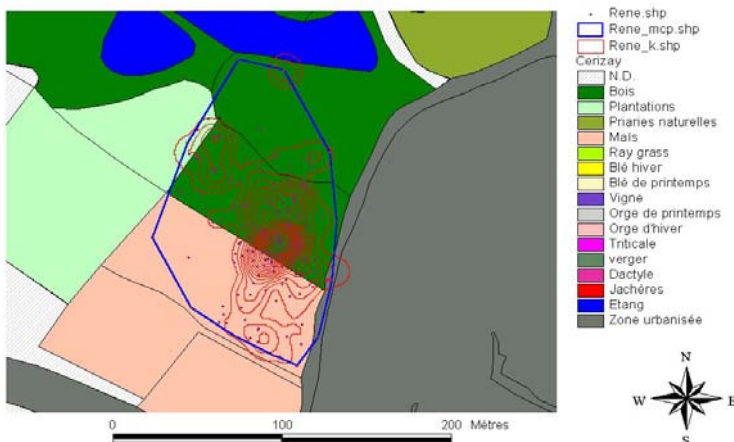 Rene.shp
Rene_mcp.shp
Rene_k.shp
Cerizay
N.D.
Bois
Plantations
Priaries naturelles
Maïs
Ray grass
Blé hiver
Blé de printemps
Vigne
Orge de printemps
Orge d'hiver
Triticale
verger
Dactyle
Jachères
Etang
Zone urbanisée
N
W E
S
0 100 200 Mètres